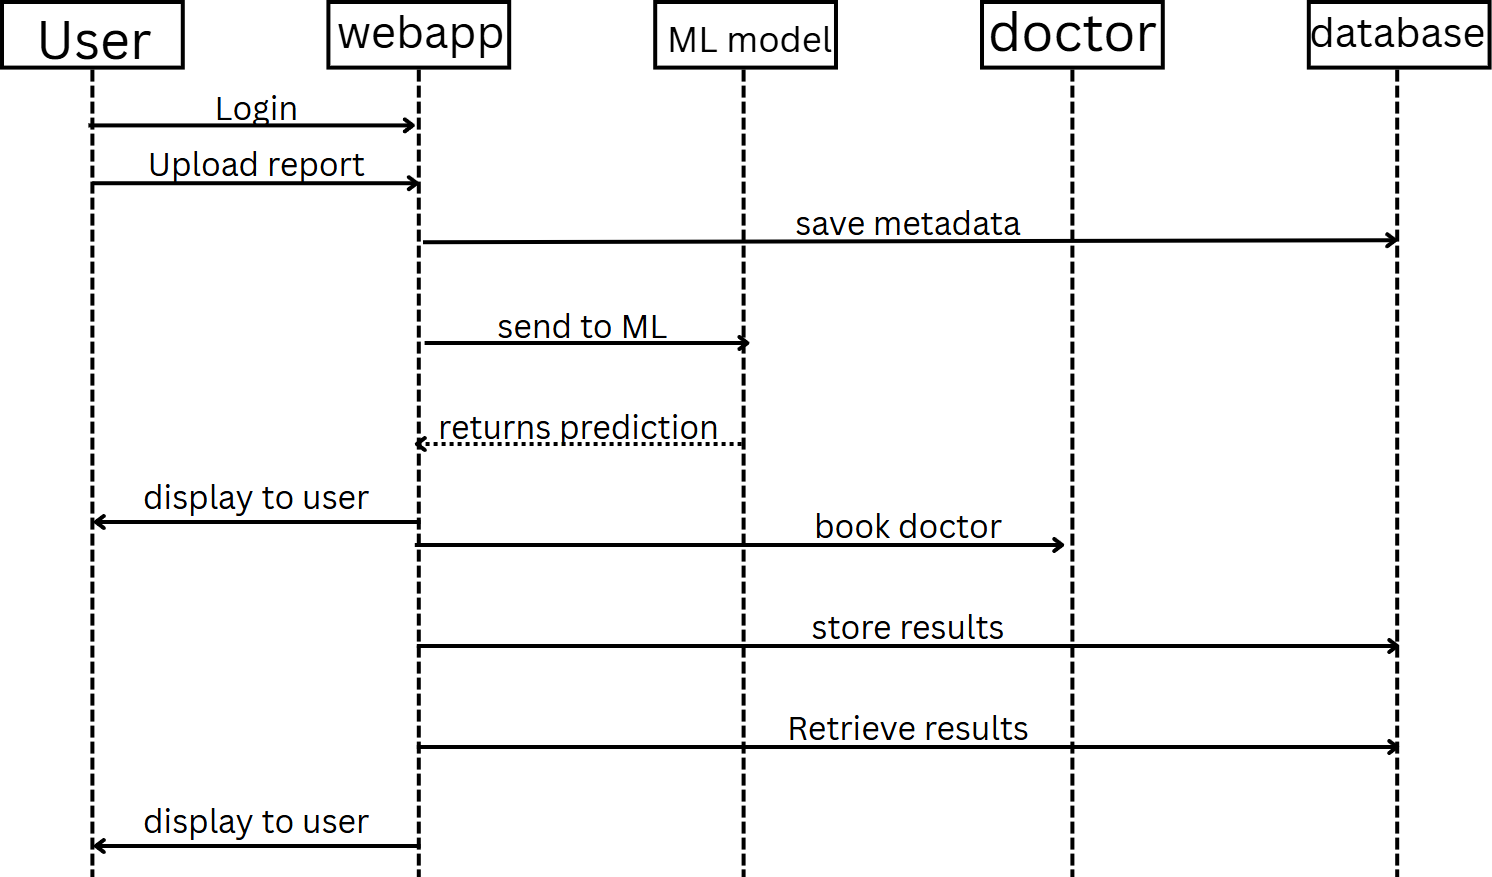 User
webapp
ML model
doctor
database
Login
Upload report
save metadata
send to ML
returns prediction
display to user
book doctor
store results
Retrieve results
display to user